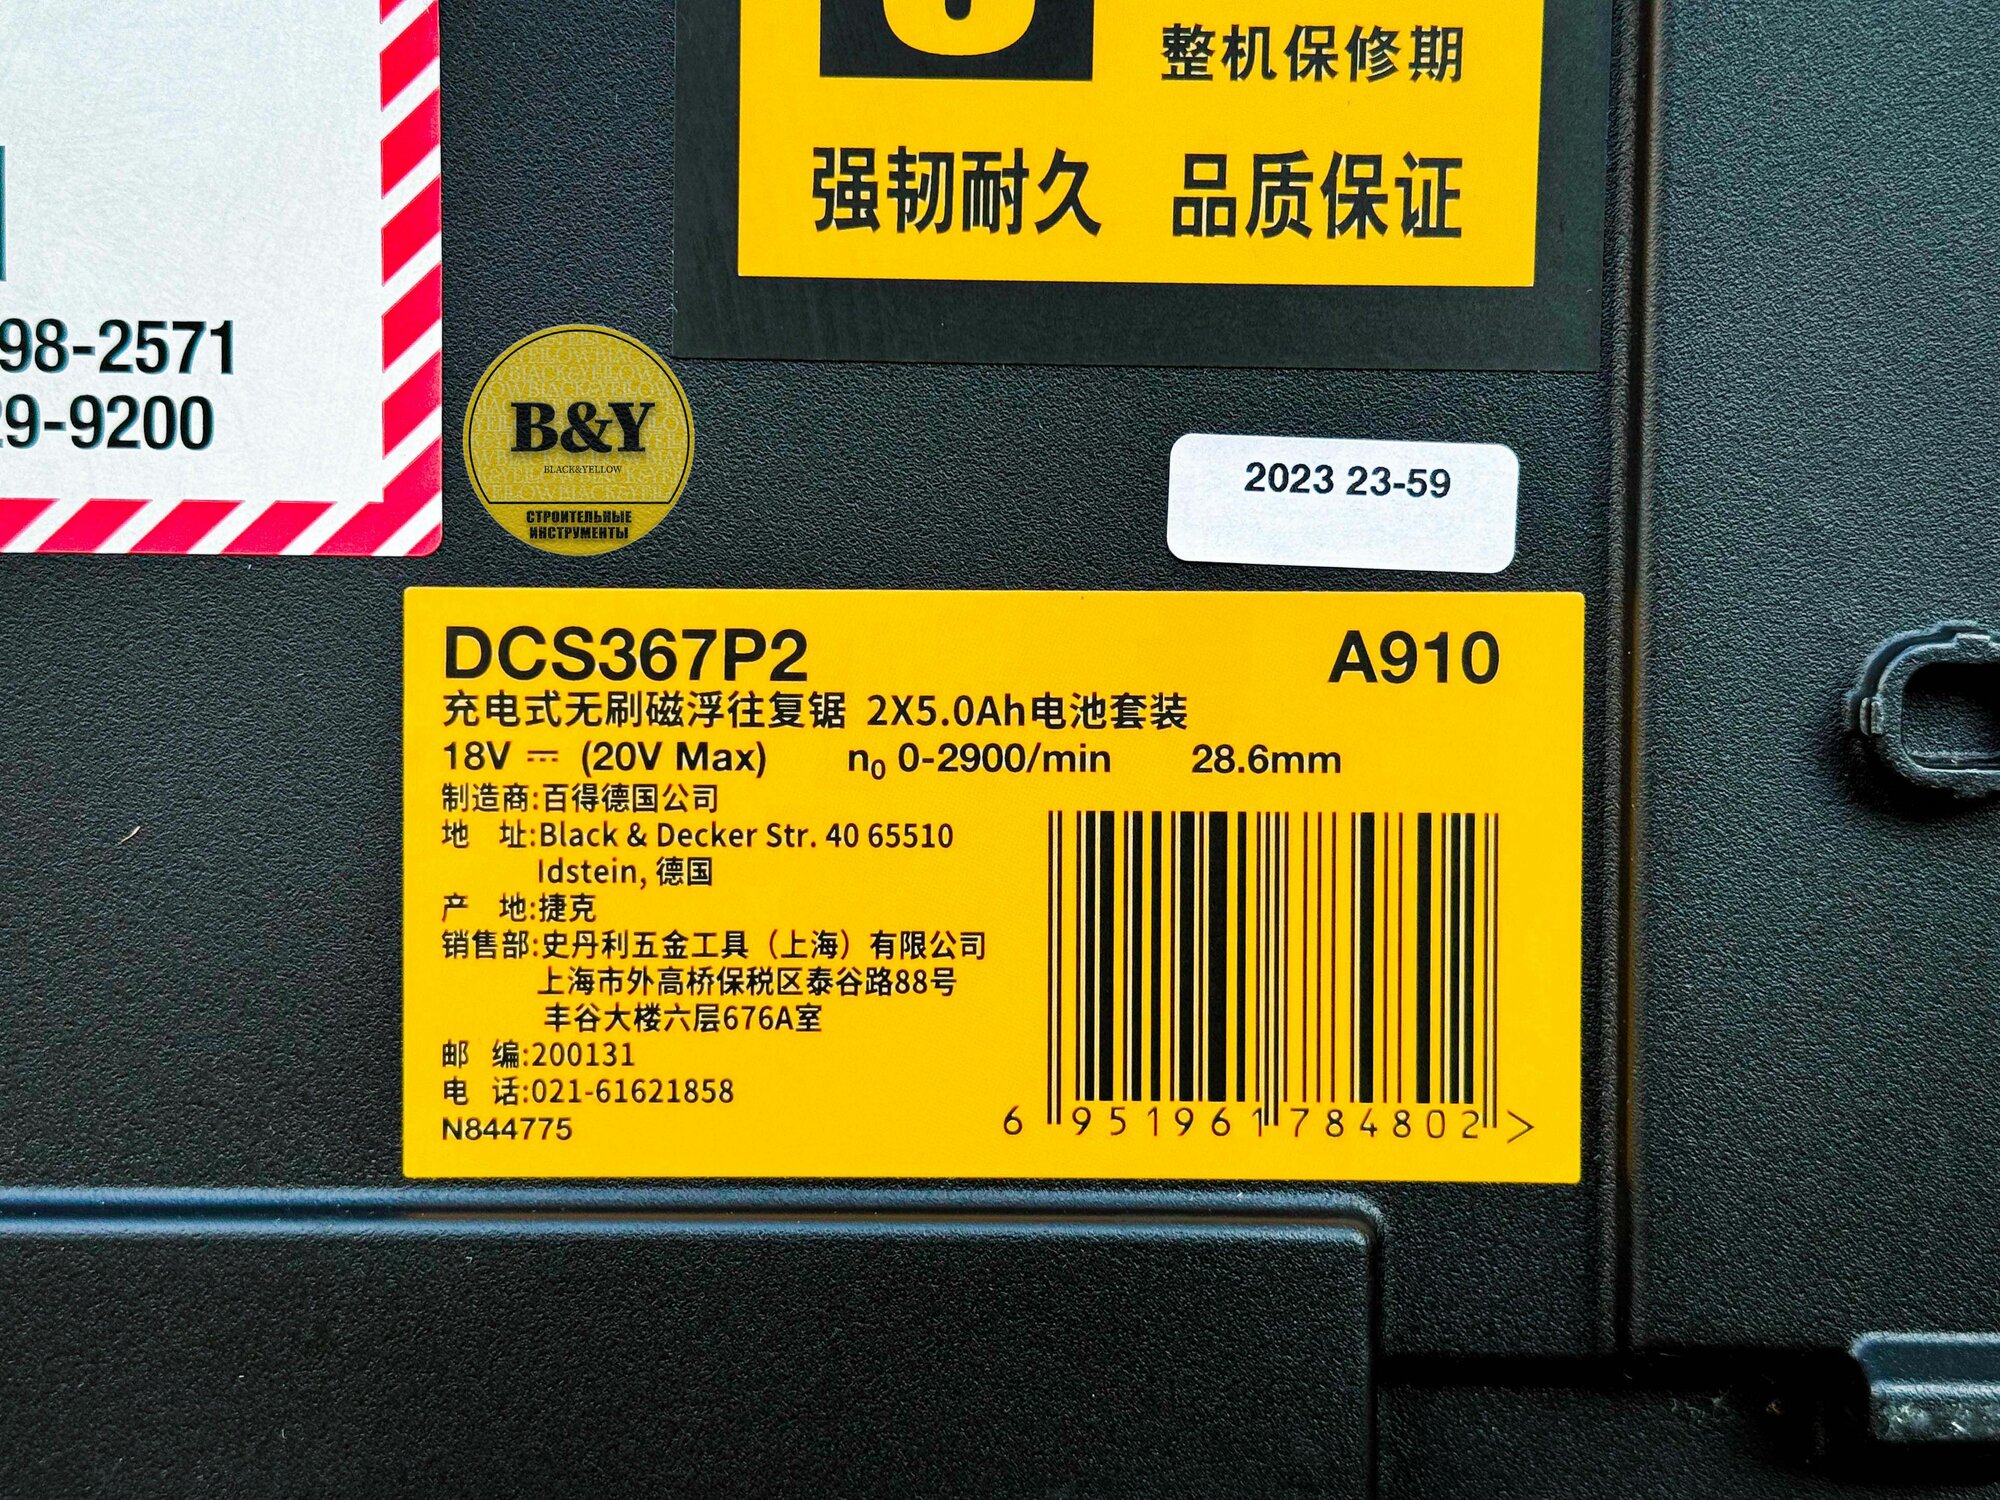 整机保修期
强韧耐久 品质保证
98-2571
29-9200
B&Y
BLACK&YELLOW
СТРОИТЕЛЬНЫЕ
ИНСТРУМЕНТЫ
2023 23-59
DCS367P2 A910
充电式无刷磁浮往复锯 2X5.0Ah电池套装
18V ⎓ (20V Max) n₀ 0-2900/min 28.6mm
制造商:百得德国公司
地 址:Black & Decker Str. 40 65510
Idstein, 德国
产 地:捷克
销售部:史丹利五金工具（上海）有限公司
上海市外高桥保税区泰谷路88号
丰谷大楼六层676A室
邮 编:200131
电 话:021-61621858
N844775
6 951961 784802 >